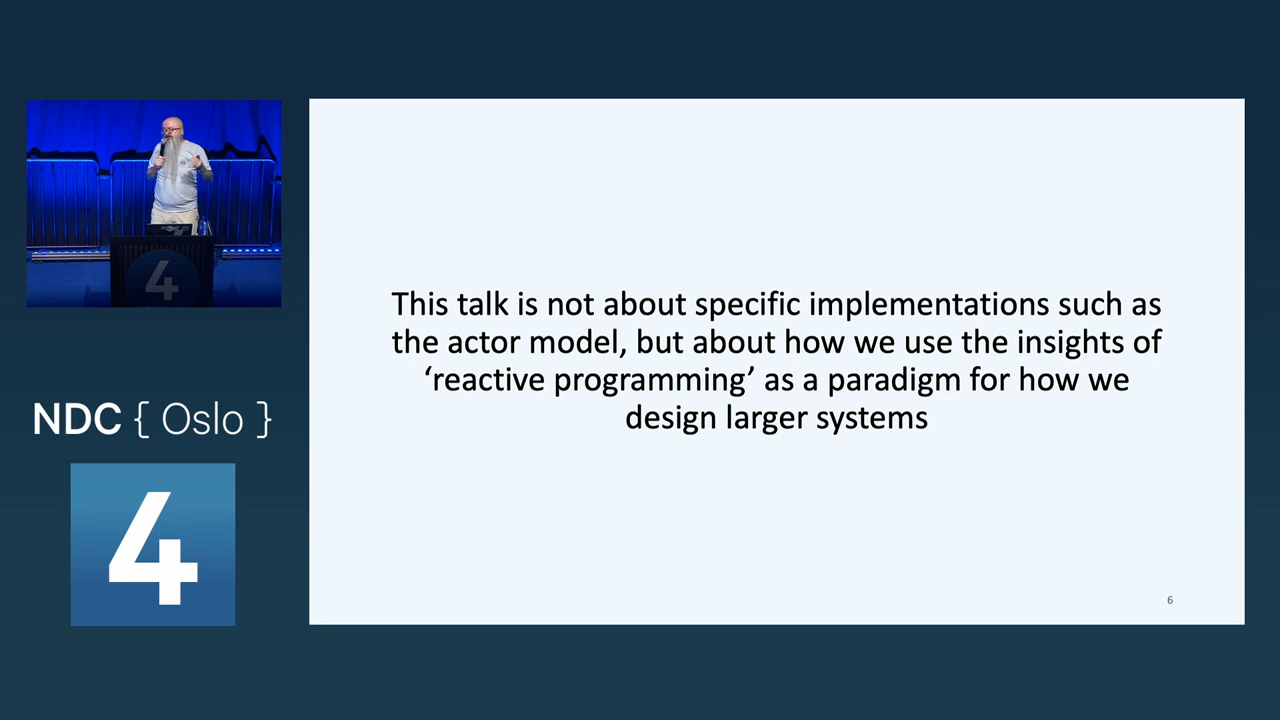 4
NDC { Oslo }
4
This talk is not about specific implementations such as
the actor model, but about how we use the insights of
‘reactive programming’ as a paradigm for how we
design larger systems
6